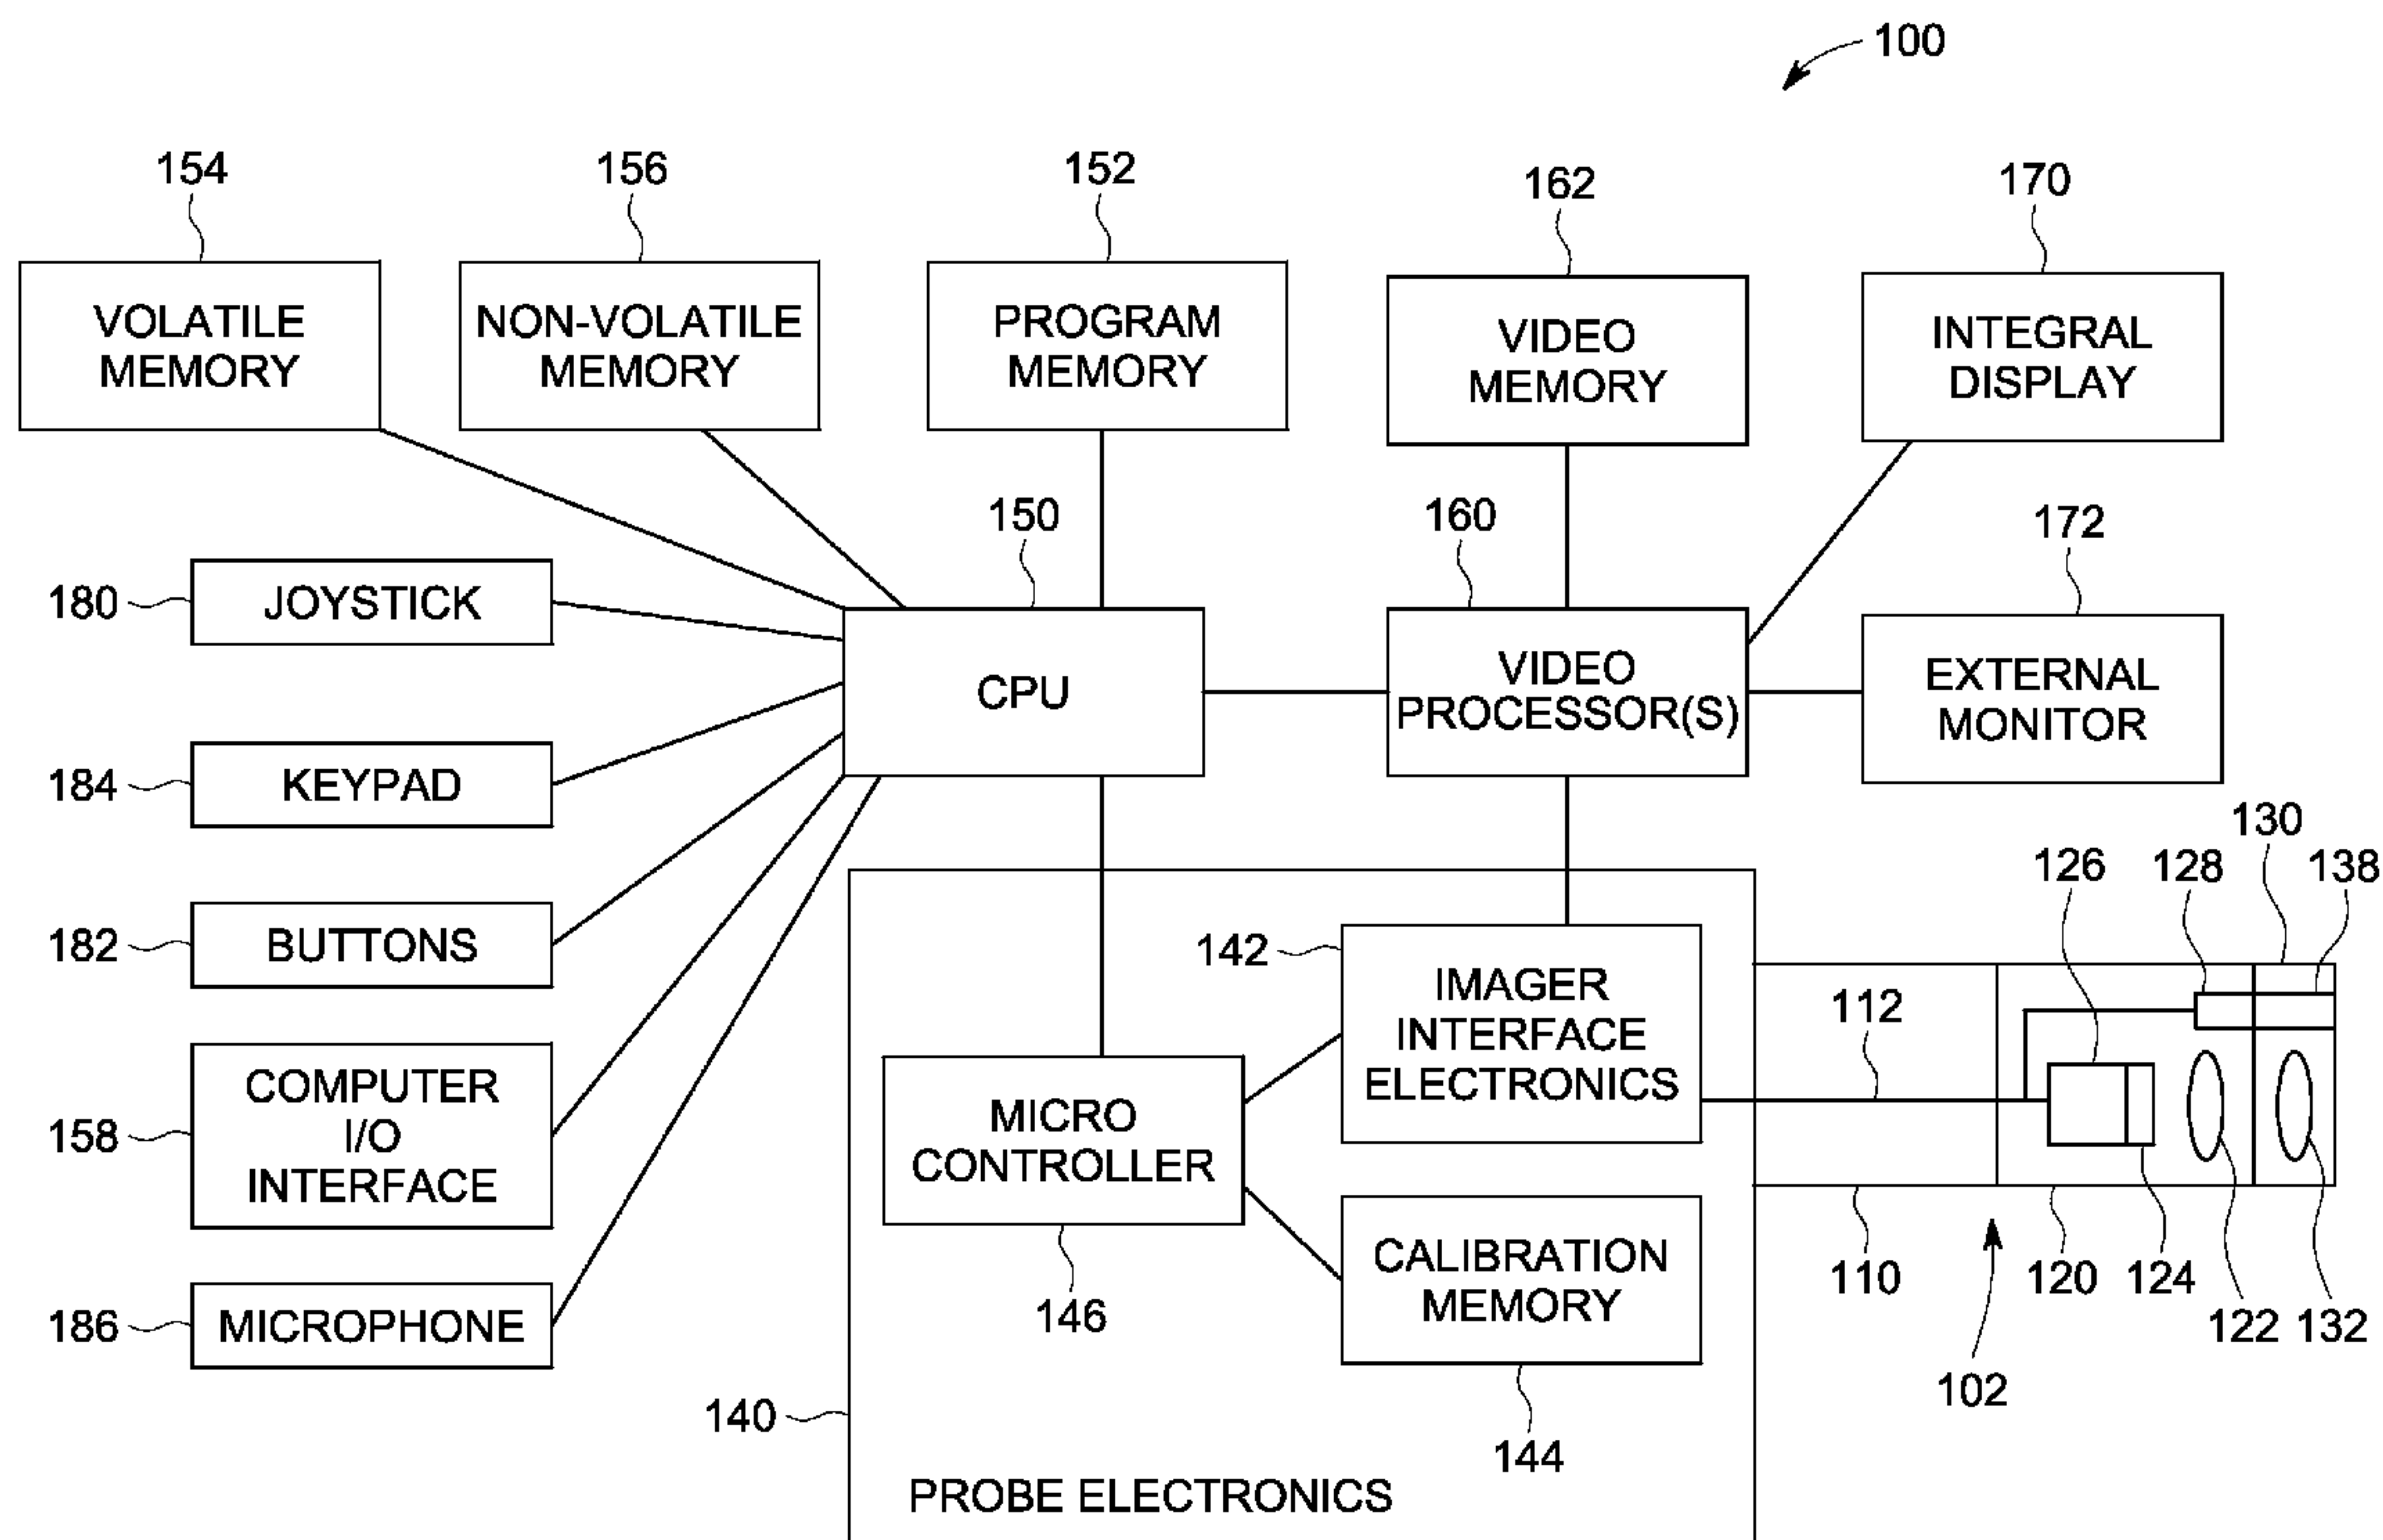 100
154
156
152
162
170
VOLATILE
MEMORY
NON-VOLATILE
MEMORY
PROGRAM
MEMORY
VIDEO
MEMORY
INTEGRAL
DISPLAY
150
160
172
180
JOYSTICK
CPU
VIDEO
PROCESSOR(S)
EXTERNAL
MONITOR
184
KEYPAD
182
BUTTONS
158
COMPUTER
I/O
INTERFACE
186
MICROPHONE
142
IMAGER
INTERFACE
ELECTRONICS
MICRO
CONTROLLER
146
CALIBRATION
MEMORY
144
140
PROBE ELECTRONICS
130
126
128
138
112
110
120
124
122
132
102